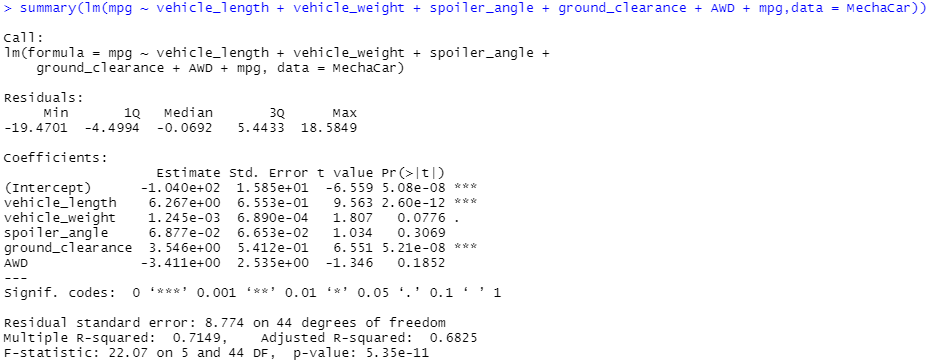 > summary(lm(mpg ~ vehicle_length + vehicle_weight + spoiler_angle + ground_clearance + AWD + mpg,data = MechaCar))
Call:
lm(formula = mpg ~ vehicle_length + vehicle_weight + spoiler_angle +
    ground_clearance + AWD + mpg, data = MechaCar)
Residuals:
     Min       1Q   Median       3Q      Max
-19.4701  -4.4994  -0.0692   5.4433  18.5849
Coefficients:
                   Estimate Std. Error t value Pr(>|t|)
(Intercept)      -1.040e+02  1.585e+01  -6.559 5.08e-08 ***
vehicle_length    6.267e+00  6.553e-01   9.563 2.60e-12 ***
vehicle_weight    1.245e-03  6.890e-04   1.807   0.0776 .
spoiler_angle     6.877e-02  6.653e-02   1.034   0.3069
ground_clearance  3.546e+00  5.412e-01   6.551 5.21e-08 ***
AWD              -3.411e+00  2.535e+00  -1.346   0.1852
---
Signif. codes:  0 ‘***’ 0.001 ‘**’ 0.01 ‘*’ 0.05 ‘.’ 0.1 ‘ ’ 1
Residual standard error: 8.774 on 44 degrees of freedom
Multiple R-squared:  0.7149,    Adjusted R-squared:  0.6825
F-statistic: 22.07 on 5 and 44 DF,  p-value: 5.35e-11